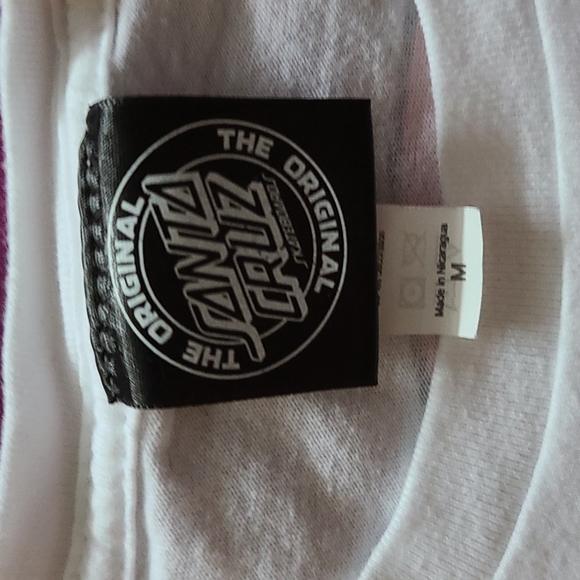 THE ORIGINAL
SANTA
CRUZ
THE ORIGINAL
Made in Nicaragua
M